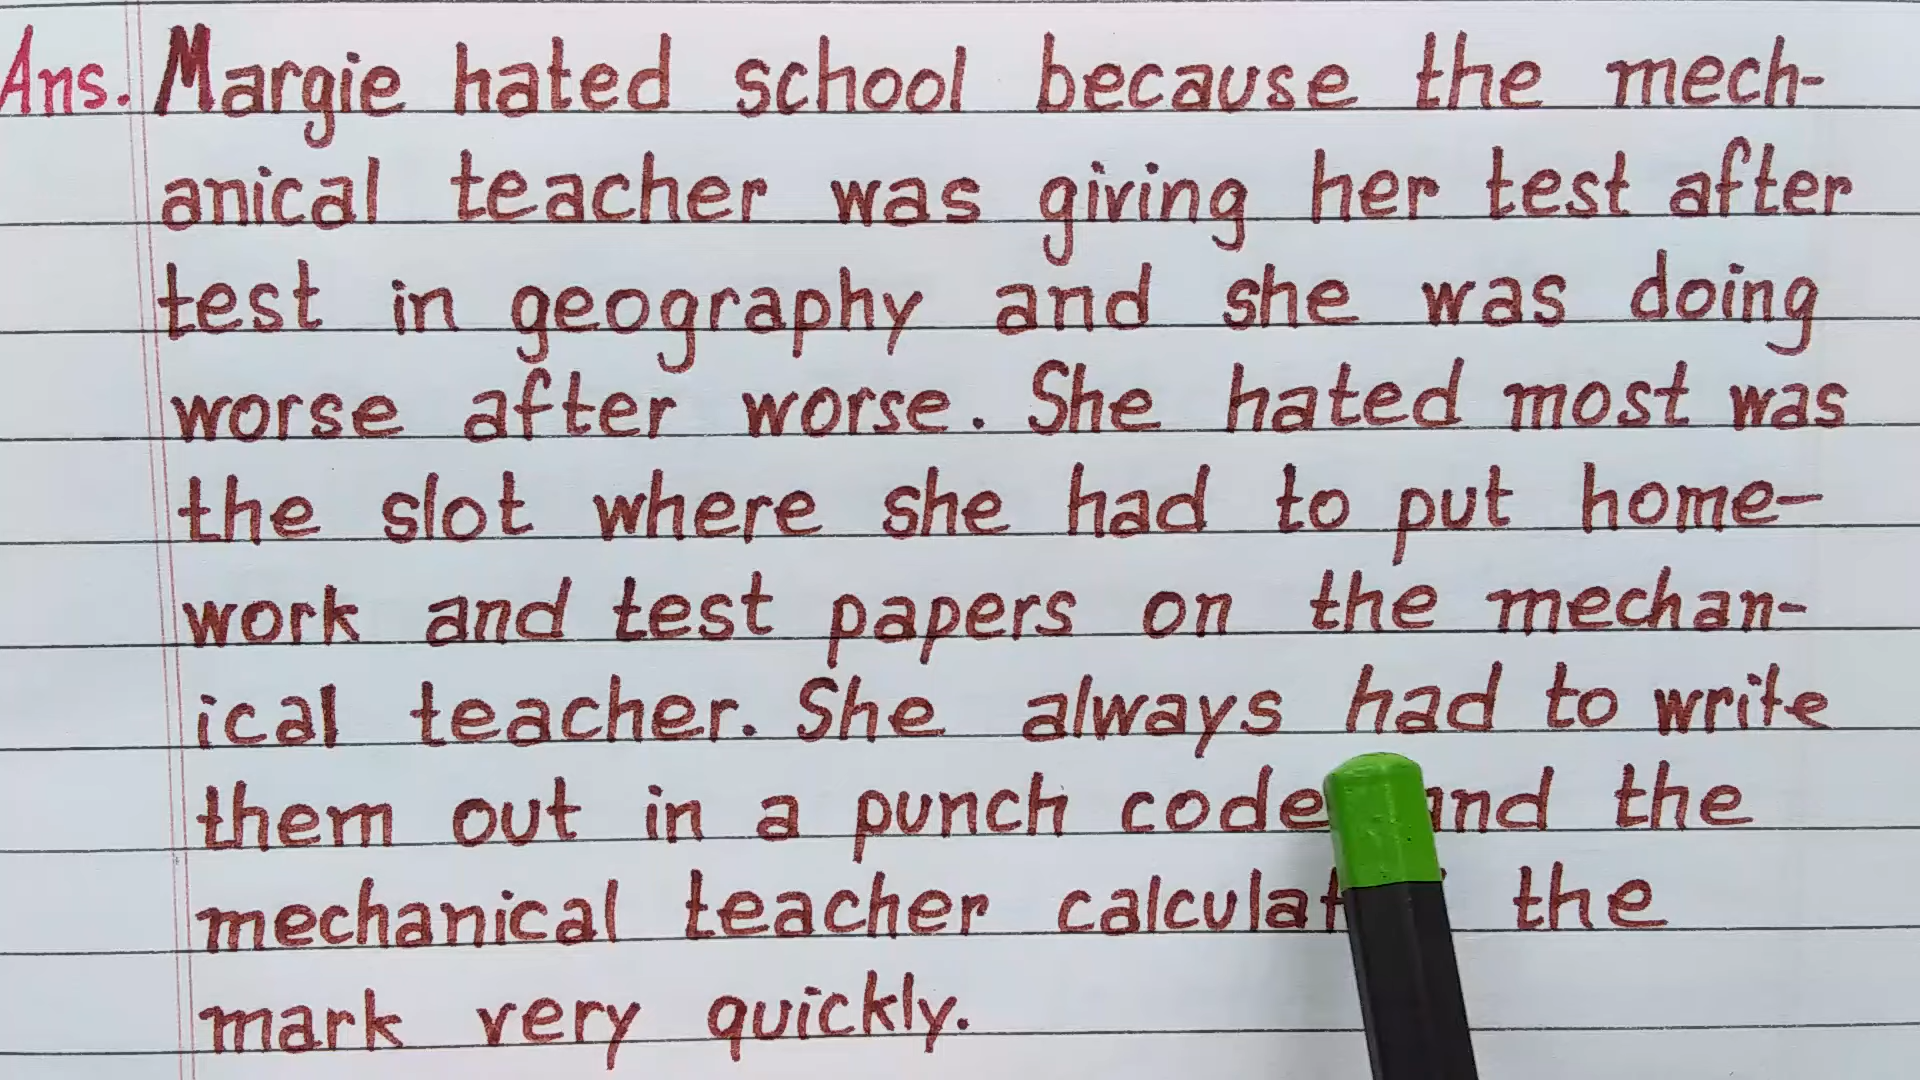 Ans. Margie hated school because the mech-
anical teacher was giving her test after
test in geography and she was doing
worse after worse. She hated most was
the slot where she had to put home-
work and test papers on the mechan-
ical teacher. She always had to write
them out in a punch code and the
mechanical teacher the
mark very quickly.